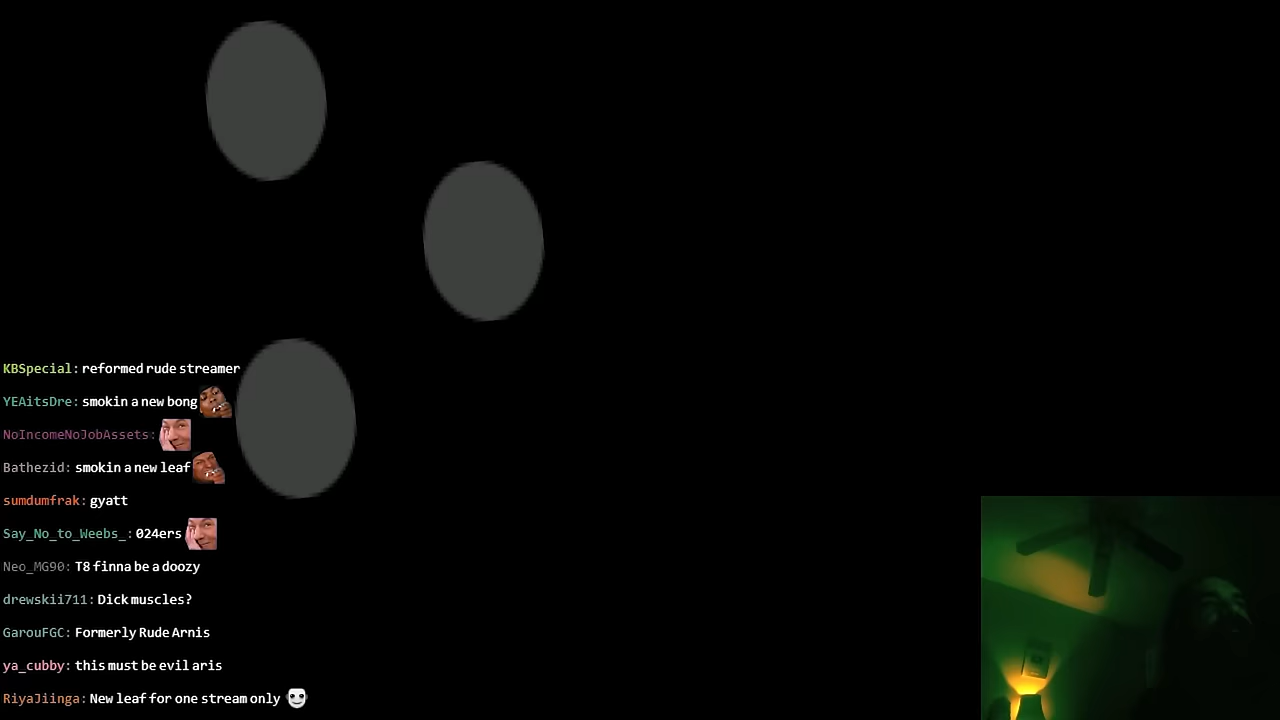 KBSpecial: reformed rude streamer
YEAitsDre: smokin a new bong
NoIncomeNoJobAssets:
Bathezid: smokin a new leaf
sumdumfrak: gyatt
Say_No_to_Weebs_: 024ers
Neo_MG90: T8 finna be a doozy
drewskii711: Dick muscles?
GarouFGC: Formerly Rude Arnis
ya_cubby: this must be evil aris
RiyaJiinga: New leaf for one stream only